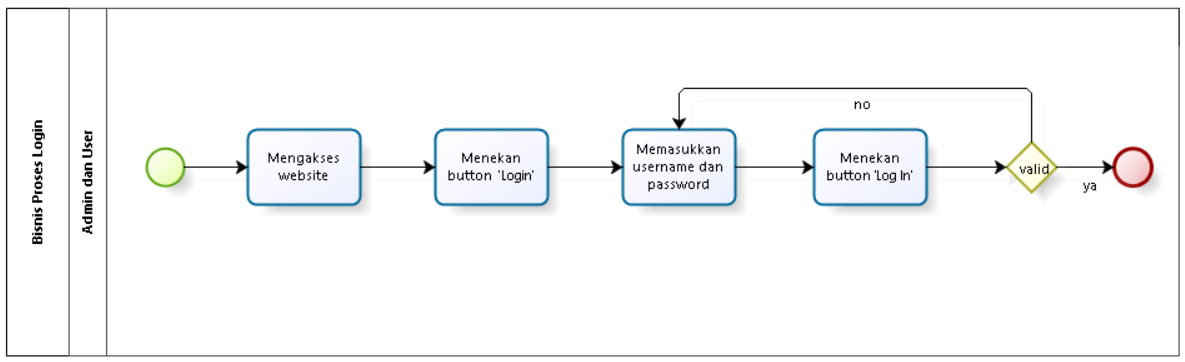 Bisnis Proses Login
Admin dan User
Mengakses
website
Menekan
button 'Login'
Memasukkan
username dan
password
Menekan
button 'Log In'
no
valid
ya